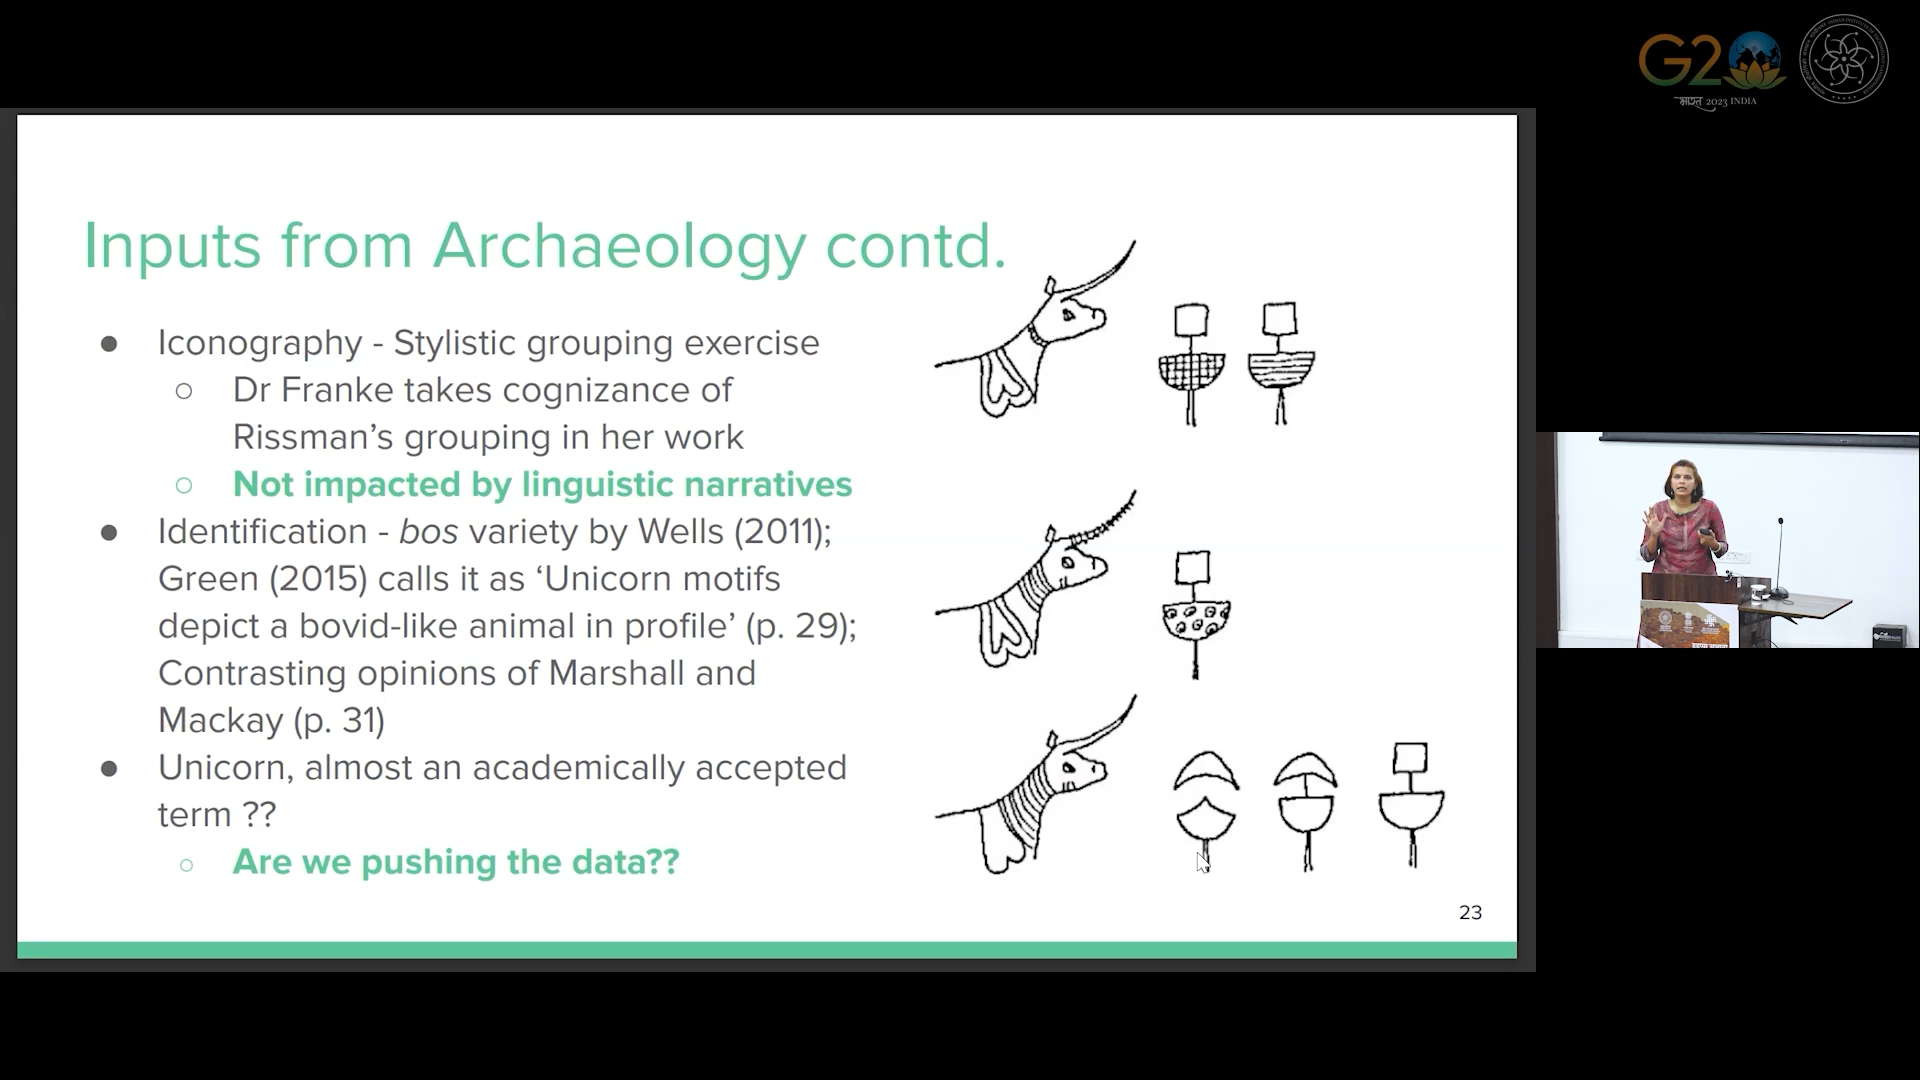 G20
भारत 2023 INDIA
Inputs from Archaeology contd.
● Iconography - Stylistic grouping exercise
○ Dr Franke takes cognizance of
Rissman’s grouping in her work
○ Not impacted by linguistic narratives
● Identification - bos variety by Wells (2011);
Green (2015) calls it as ‘Unicorn motifs
depict a bovid-like animal in profile’ (p. 29);
Contrasting opinions of Marshall and
Mackay (p. 31)
● Unicorn, almost an academically accepted
term ??
○ Are we pushing the data??
23